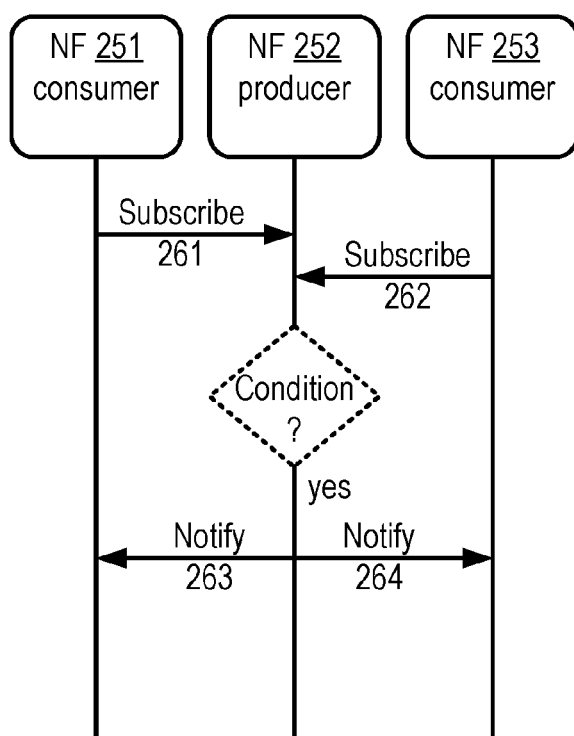 NF 251
consumer
NF 252
producer
NF 253
consumer
Subscribe
261
Subscribe
262
Condition
?
yes
Notify
263
Notify
264